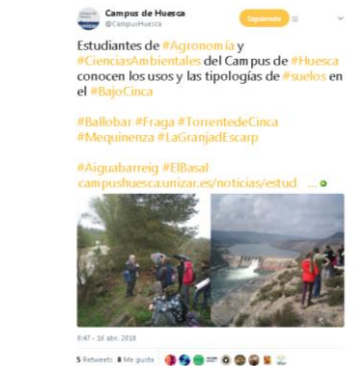 Campus de Huesca
@CampusHuesca
Siguiendo
Estudiantes de #Agronomía y
#CienciasAmbientales del Campus de #Huesca
conocen los usos y las tipologías de #suelos en
el #BajoCinca
#Ballobar #Fraga #TorrentedeCinca
#Mequinenza #LaGranjadEscarp
#Aiguabarreig #ElBasal
campushuesca.unizar.es/noticias/estud ...
8:47 - 16 abr. 2018
5 Retweets 8 Me gusta